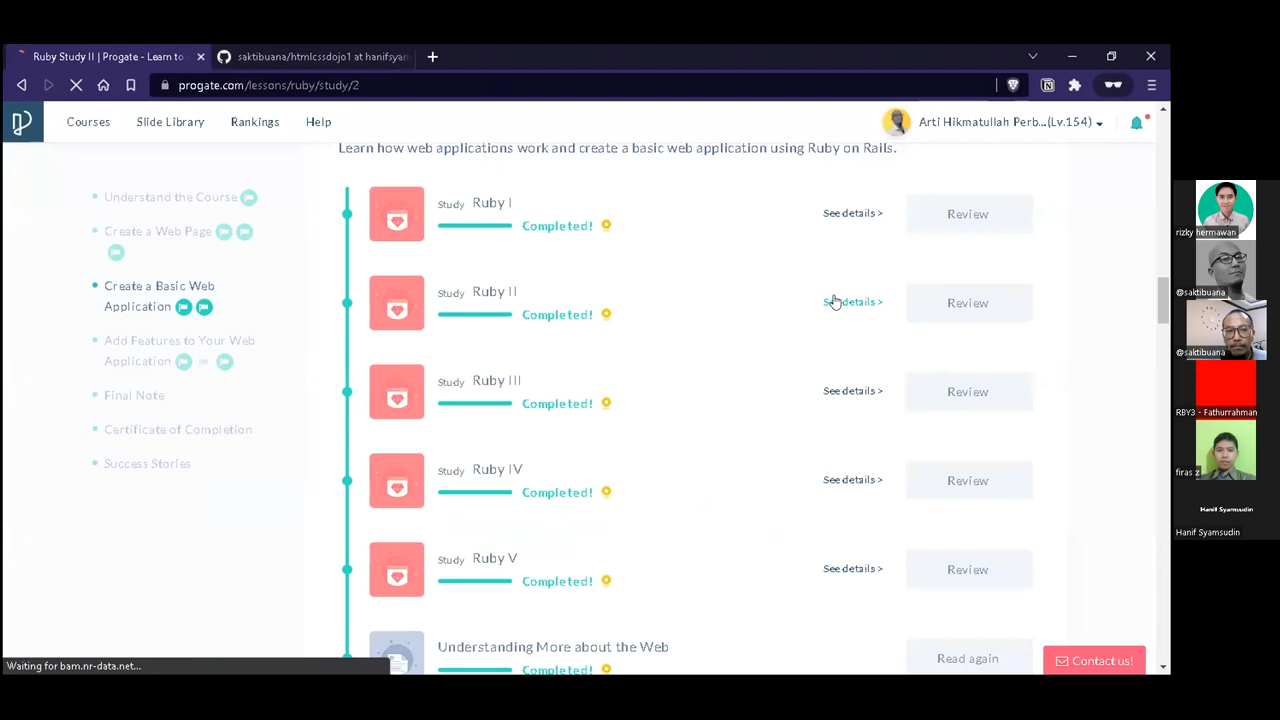 Ruby Study II | Progate - Learn to
saktibuana/htmlcssdojo1 at hanifsyam
progate.com/lessons/ruby/study/2
Courses
Slide Library
Rankings
Help
Arti Hikmatullah Perb...(Lv.154)
Learn how web applications work and create a basic web application using Ruby on Rails.
Understand the Course
Create a Web Page
Create a Basic Web
Application
Add Features to Your Web
Application
Final Note
Certificate of Completion
Success Stories
Study Ruby I
Completed!
See details >
Review
Study Ruby II
Completed!
See details >
Review
Study Ruby III
Completed!
See details >
Review
Study Ruby IV
Completed!
See details >
Review
Study Ruby V
Completed!
See details >
Review
Understanding More about the Web
Completed!
Read again
Contact us!
Waiting for bam.nr-data.net...
rizky hermawan
@saktibuana
@saktibuana
RBY3 - Fathurrahman
firas z
Hanif Syamsudin
Hanif Syamsudin